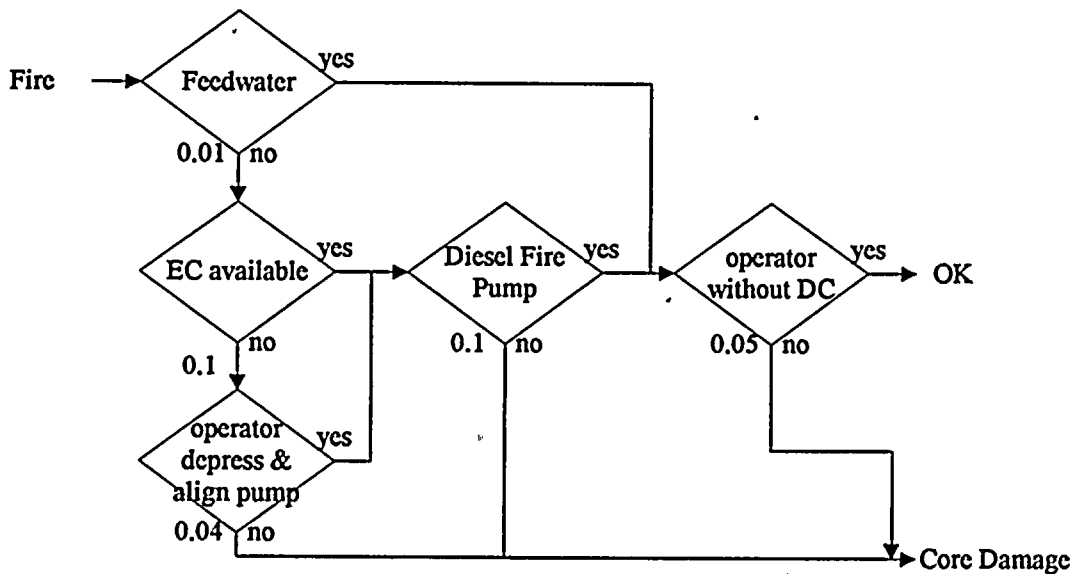 Fire
Feedwater
yes
0.01 no
EC available
yes
no
0.1
operator
depress &
align pump
yes
0.04 no
Diesel Fire
Pump
yes
0.1 no
operator
without DC
yes
0.05 no
OK
Core Damage